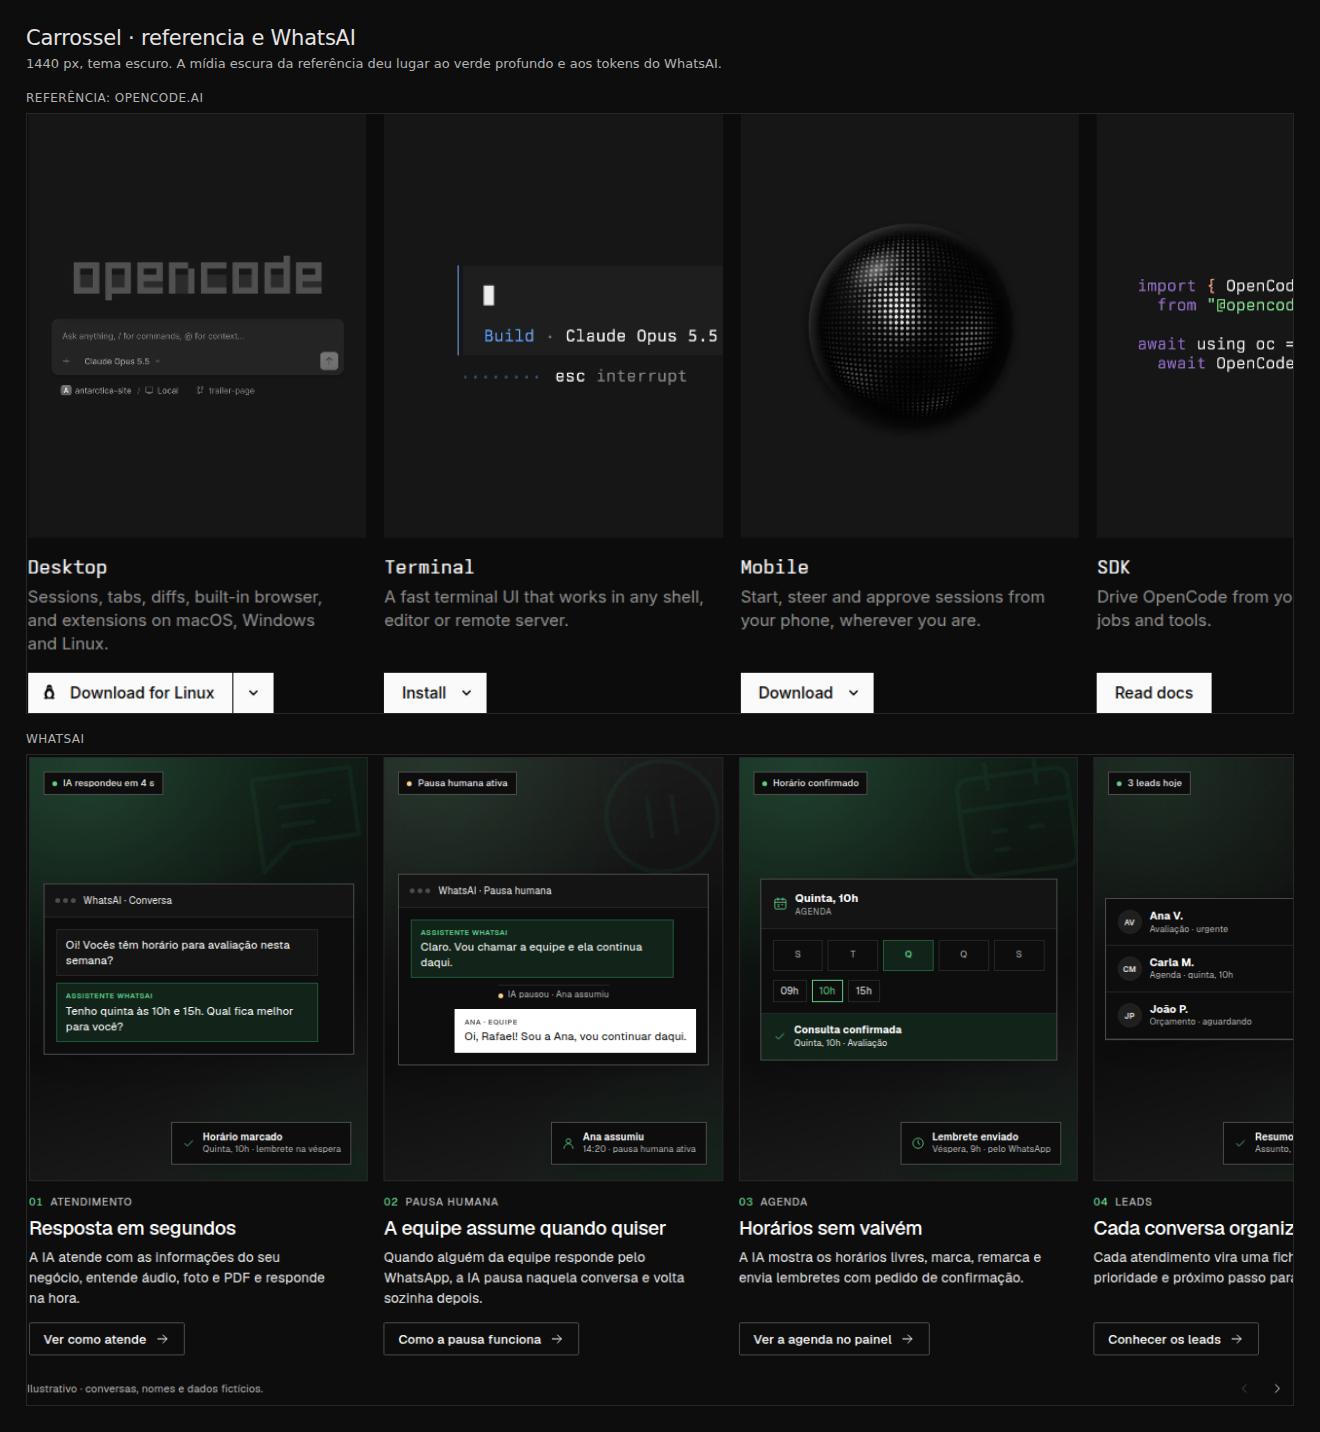 Carrossel · referencia e WhatsAI
1440 px, tema escuro. A mídia escura da referência deu lugar ao verde profundo e aos tokens do WhatsAI.
REFERÊNCIA: OPENCODE.AI
opencode
Ask anything, / for commands, @ for context...
Claude Opus 5.5
A antarctica-site / Local trailer-page
Build · Claude Opus 5.5
esc interrupt
import { OpenCod
from "@opencod
await using oc =
await OpenCode
Desktop
Sessions, tabs, diffs, built-in browser,
and extensions on macOS, Windows
and Linux.
Download for Linux
Terminal
A fast terminal UI that works in any shell,
editor or remote server.
Install
Mobile
Start, steer and approve sessions from
your phone, wherever you are.
Download
SDK
Drive OpenCode from yo
jobs and tools.
Read docs
WHATSAI
IA respondeu em 4 s
WhatsAI · Conversa
Oi! Vocês têm horário para avaliação nesta
semana?
ASSISTENTE WHATSAI
Tenho quinta às 10h e 15h. Qual fica melhor
para você?
Horário marcado
Quinta, 10h · lembrete na véspera
01 ATENDIMENTO
Resposta em segundos
A IA atende com as informações do seu
negócio, entende áudio, foto e PDF e responde
na hora.
Ver como atende
Pausa humana ativa
WhatsAI · Pausa humana
ASSISTENTE WHATSAI
Claro. Vou chamar a equipe e ela continua
daqui.
IA pausou · Ana assumiu
ANA · EQUIPE
Oi, Rafael! Sou a Ana, vou continuar daqui.
Ana assumiu
14:20 · pausa humana ativa
02 PAUSA HUMANA
A equipe assume quando quiser
Quando alguém da equipe responde pelo
WhatsApp, a IA pausa naquela conversa e volta
sozinha depois.
Como a pausa funciona
Horário confirmado
Quinta, 10h
AGENDA
S T Q Q S
09h 10h 15h
Consulta confirmada
Quinta, 10h · Avaliação
Lembrete enviado
Véspera, 9h · pelo WhatsApp
03 AGENDA
Horários sem vaivém
A IA mostra os horários livres, marca, remarca e
envia lembretes com pedido de confirmação.
Ver a agenda no painel
3 leads hoje
AV Ana V.
Avaliação · urgente
CM Carla M.
Agenda · quinta, 10h
JP João P.
Orçamento · aguardando
Resumo
Assunto,
04 LEADS
Cada conversa organiz
Cada atendimento vira uma fich
prioridade e próximo passo para
Conhecer os leads
Ilustrativo · conversas, nomes e dados fictícios.